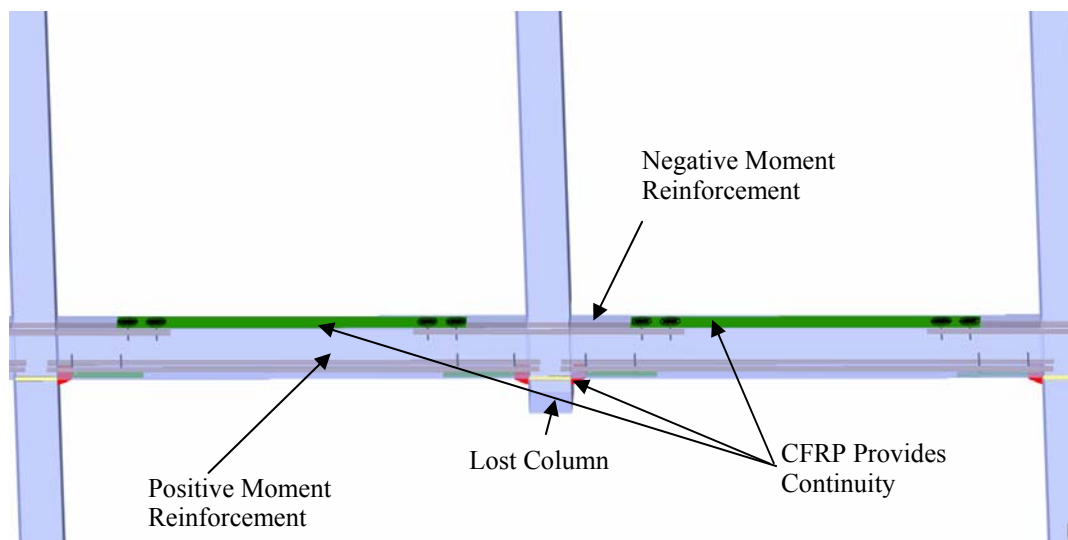 Negative Moment
Reinforcement
Lost Column
CFRP Provides
Continuity
Positive Moment
Reinforcement